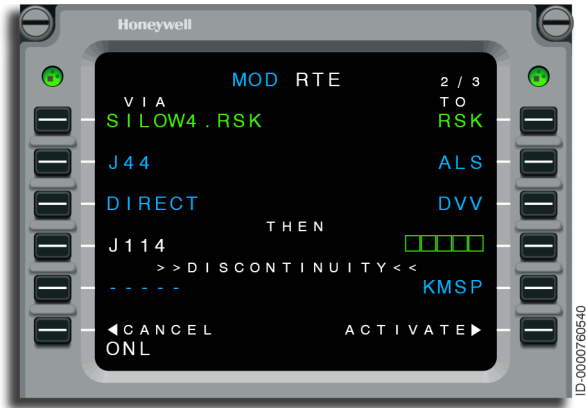 Honeywell
MOD RTE 2/3
VIA TO
SILOW4.RSK RSK
J44 ALS
DIRECT DVV
THEN
J114 □□□□□
>>DISCONTINUITY<<
----- KMSP
◀CANCEL ACTIVATE▶
ONL
ID-0000760540